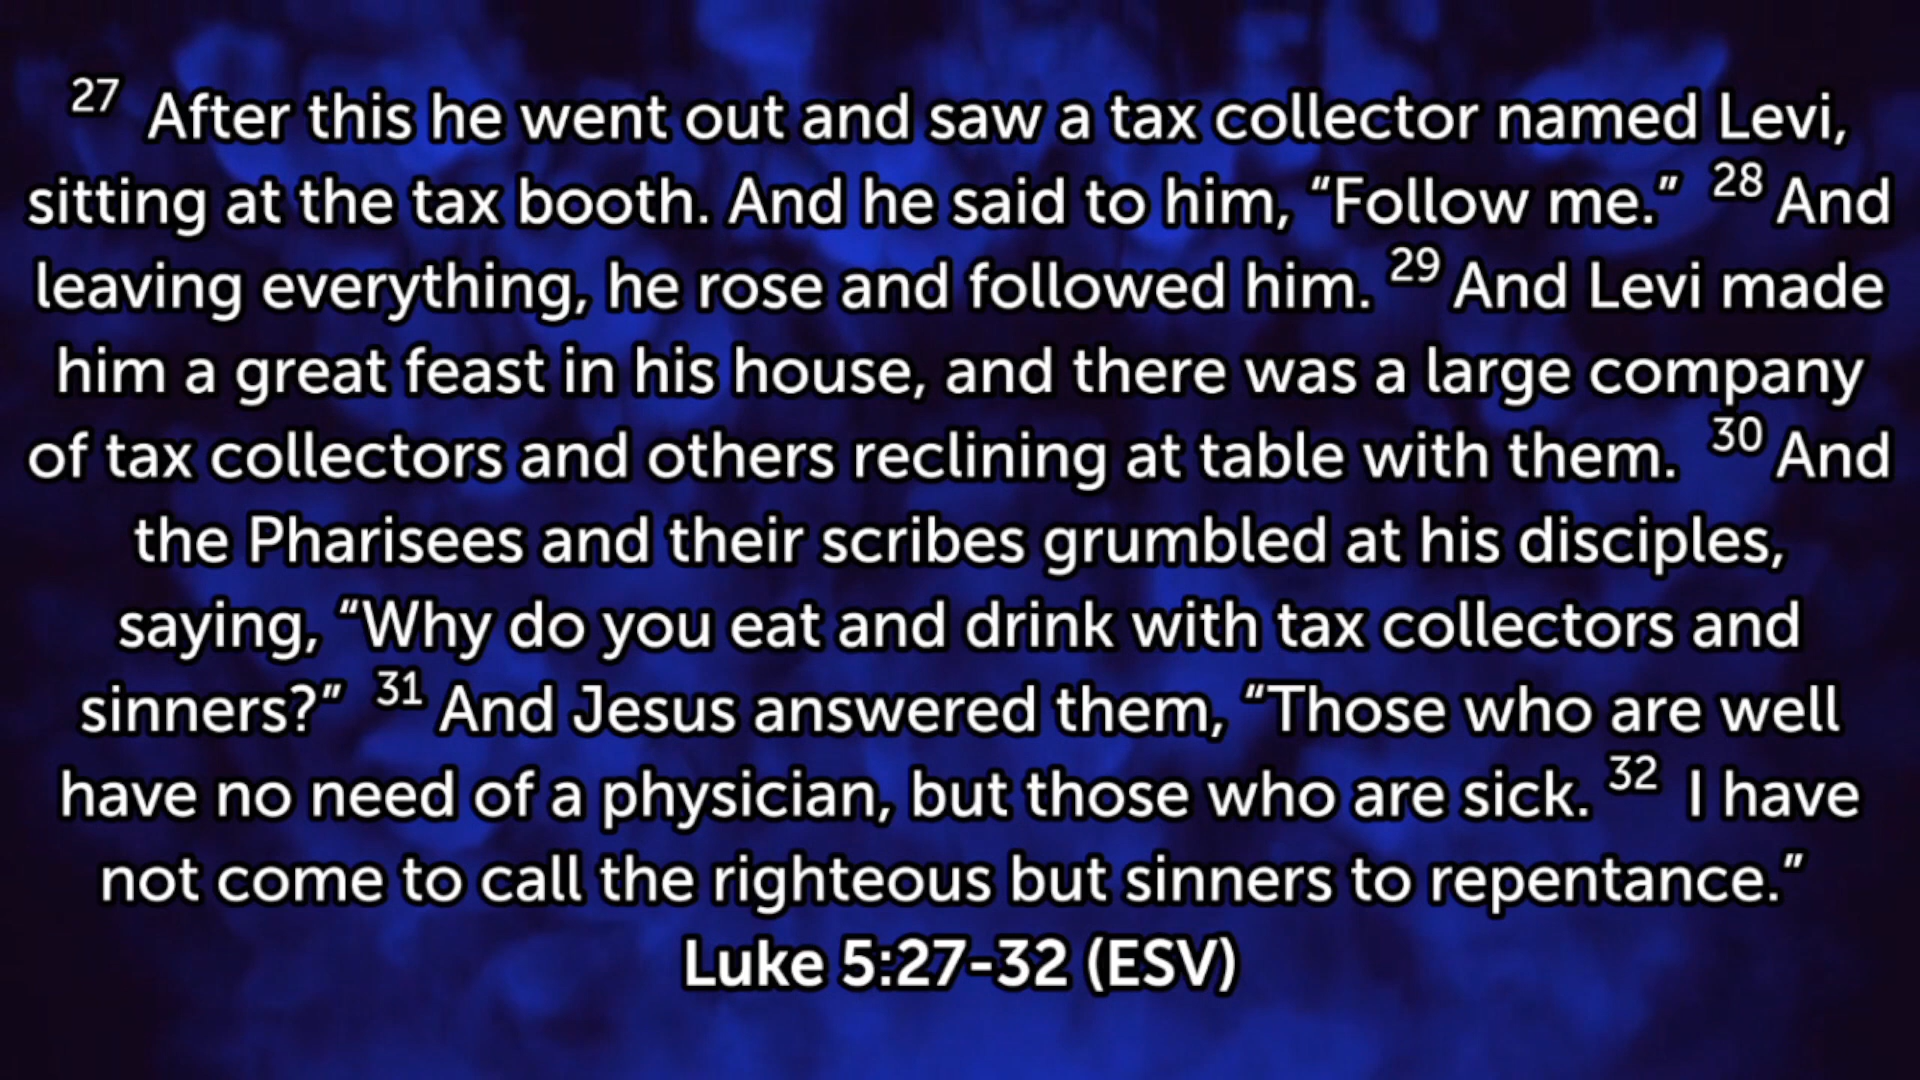 27 After this he went out and saw a tax collector named Levi,
sitting at the tax booth. And he said to him, “Follow me.” 28 And
leaving everything, he rose and followed him. 29 And Levi made
him a great feast in his house, and there was a large company
of tax collectors and others reclining at table with them. 30 And
the Pharisees and their scribes grumbled at his disciples,
saying, “Why do you eat and drink with tax collectors and
sinners?” 31 And Jesus answered them, “Those who are well
have no need of a physician, but those who are sick. 32 I have
not come to call the righteous but sinners to repentance.”
Luke 5:27-32 (ESV)